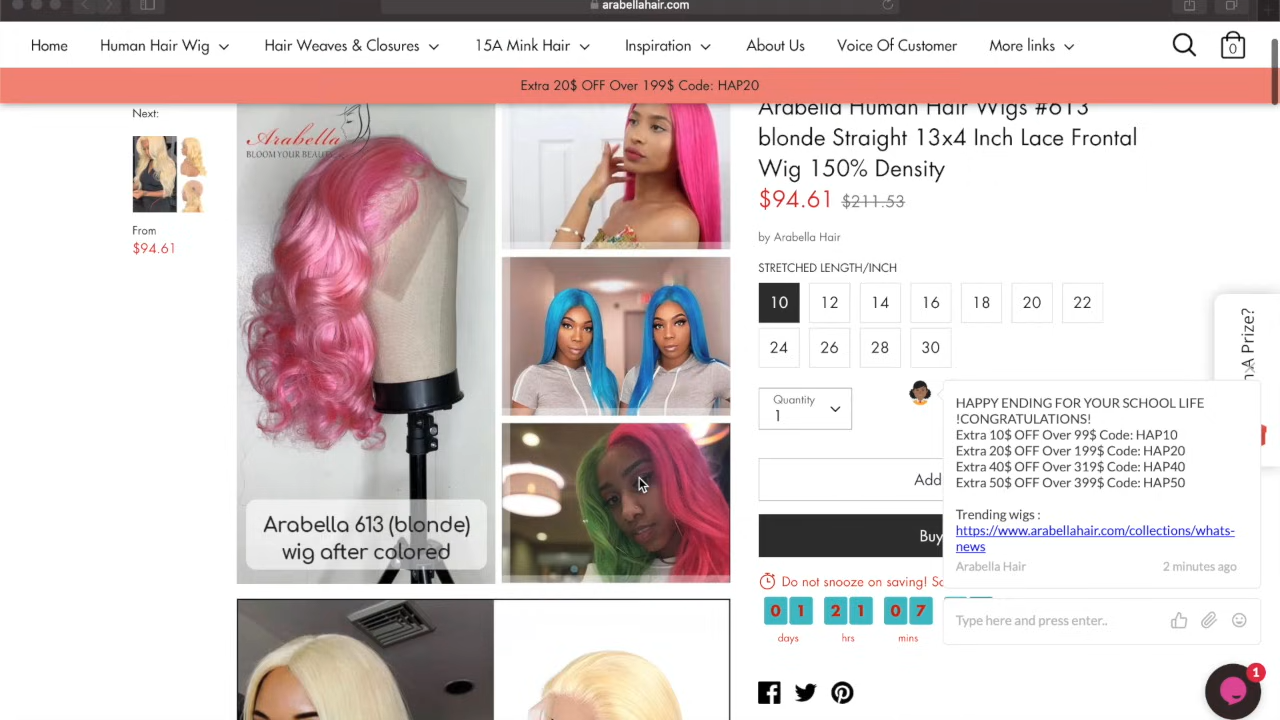 arabellahair.com
Home
Human Hair Wig
Hair Weaves & Closures
15A Mink Hair
Inspiration
About Us
Voice Of Customer
More links
0
Extra 20$ OFF Over 199$ Code: HAP20
Next:
From
$94.61
Arabella
BLOOM YOUR BEAUTY
Arabella 613 (blonde)
wig after colored
Arabella Human Hair Wigs #613
blonde Straight 13x4 Inch Lace Frontal
Wig 150% Density
$94.61 $211.53
by Arabella Hair
STRETCHED LENGTH/INCH
10 12 14 16 18 20 22
24 26 28 30
Quantity
1
Add
Buy
Do not snooze on saving!
01 21 07
days hrs mins
A Prize?
HAPPY ENDING FOR YOUR SCHOOL LIFE
!CONGRATULATIONS!
Extra 10$ OFF Over 99$ Code: HAP10
Extra 20$ OFF Over 199$ Code: HAP20
Extra 40$ OFF Over 319$ Code: HAP40
Extra 50$ OFF Over 399$ Code: HAP50
Trending wigs :
https://www.arabellahair.com/collections/whats-
news
Arabella Hair
2 minutes ago
Type here and press enter..
1